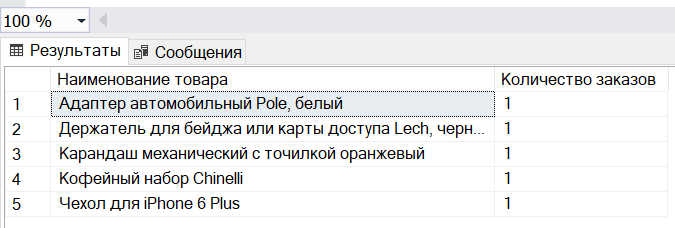 100 %
Результаты Сообщения
Наименование товара Количество заказов
1 Адаптер автомобильный Pole, белый 1
2 Держатель для бейджа или карты доступа Lech, черн... 1
3 Карандаш механический с точилкой оранжевый 1
4 Кофейный набор Chinelli 1
5 Чехол для iPhone 6 Plus 1